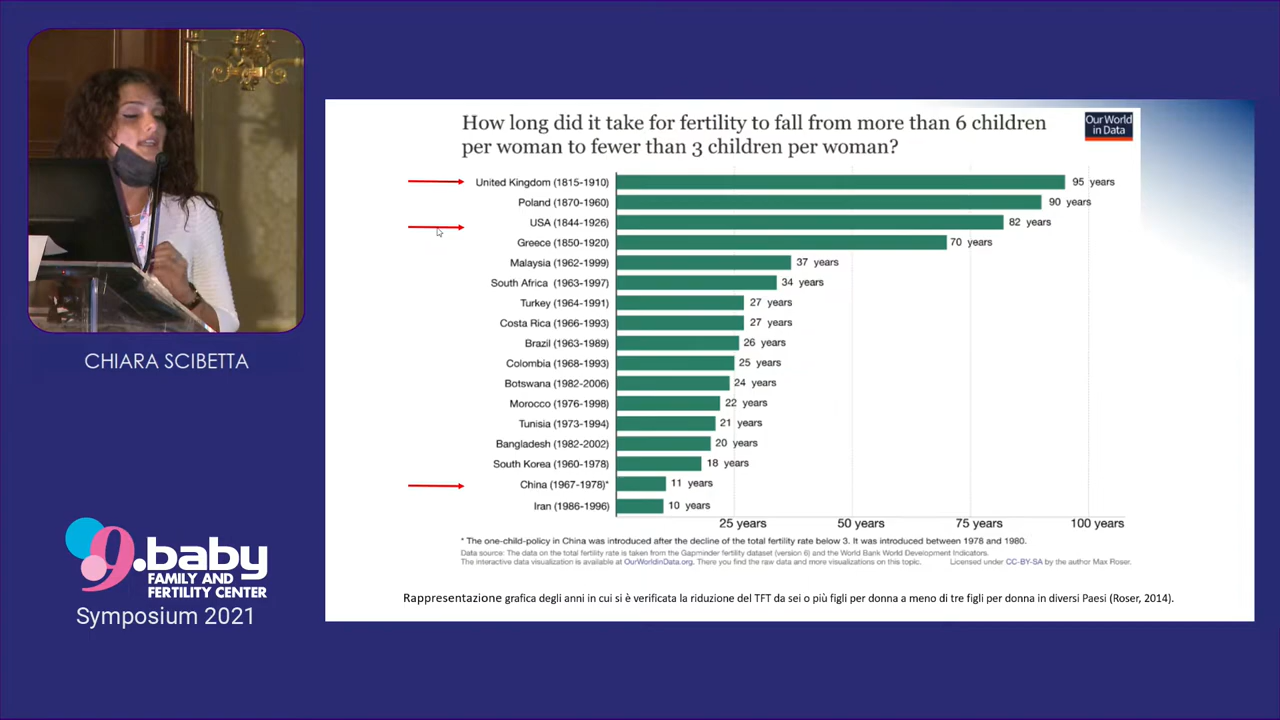 How long did it take for fertility to fall from more than 6 children
per woman to fewer than 3 children per woman?
Our World
in Data
United Kingdom (1815-1910) 95 years
Poland (1870-1960) 90 years
USA (1844-1926) 82 years
Greece (1850-1920) 70 years
Malaysia (1962-1999) 37 years
South Africa (1963-1997) 34 years
Turkey (1964-1991) 27 years
Costa Rica (1966-1993) 27 years
Brazil (1963-1989) 26 years
Colombia (1968-1993) 25 years
Botswana (1982-2006) 24 years
Morocco (1976-1998) 22 years
Tunisia (1973-1994) 21 years
Bangladesh (1982-2002) 20 years
South Korea (1960-1978) 18 years
China (1967-1978)* 11 years
Iran (1986-1996) 10 years
25 years 50 years 75 years 100 years
* The one-child-policy in China was introduced after the decline of the total fertility rate below 3. It was introduced between 1978 and 1980.
Data source: The data on the total fertility rate is taken from the Gapminder fertility dataset (version 6) and the World Bank World Development Indicators.
The interactive data visualization is available at OurWorldinData.org. There you find the raw data and more visualizations on this topic. Licensed under CC-BY-SA by the author Max Roser.
Rappresentazione grafica degli anni in cui si è verificata la riduzione del TFT da sei o più figli per donna a meno di tre figli per donna in diversi Paesi (Roser, 2014).
CHIARA SCIBETTA
9.baby
FAMILY AND
FERTILITY CENTER
Symposium 2021